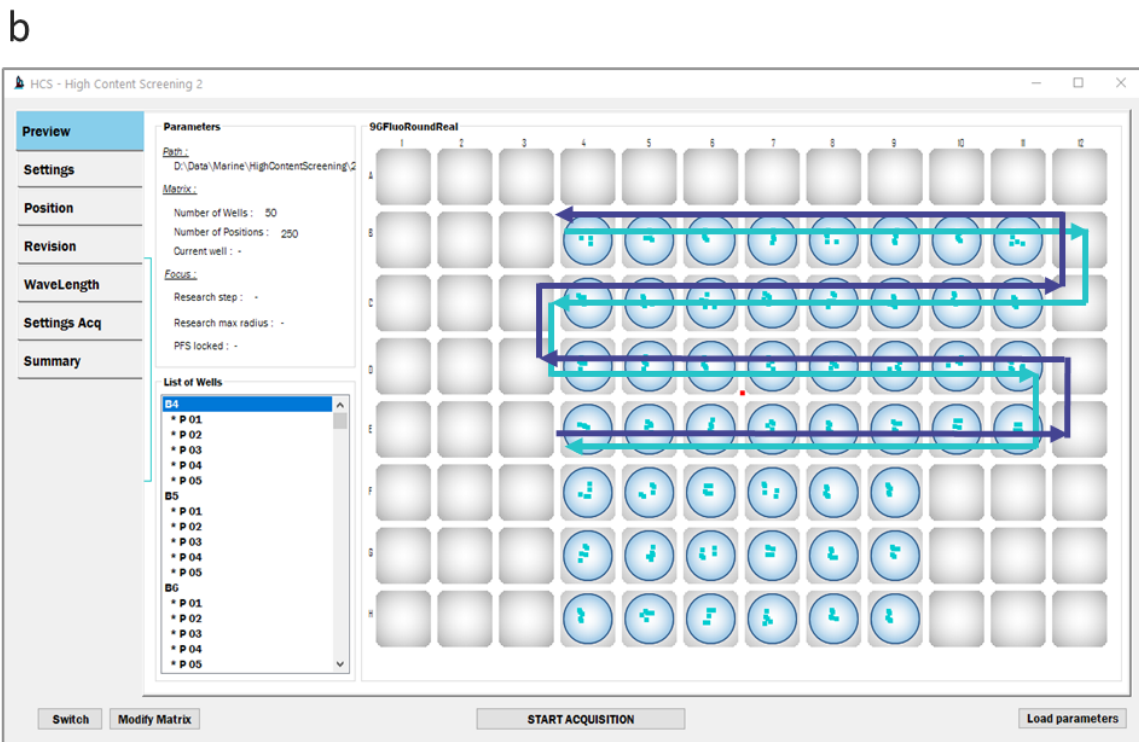 b
HCS - High Content Screening 2
Preview
Settings
Position
Revision
WaveLength
Settings Acq
Summary
Parameters
Path :
D:\Data\Marine\HighContentScreening\2
Matrix :
Number of Wells : 50
Number of Positions : 250
Current well : -
Focus :
Research step : -
Research max radius : -
PFS locked : -
List of Wells
B4
* P 01
* P 02
* P 03
* P 04
* P 05
B5
* P 01
* P 02
* P 03
* P 04
* P 05
B6
* P 01
* P 02
* P 03
* P 04
* P 05
96FluoRoundReal
1 2 3 4 5 6 7 8 9 10 11 12
A
B
C
D
E
F
G
H
Switch Modify Matrix START ACQUISITION Load parameters